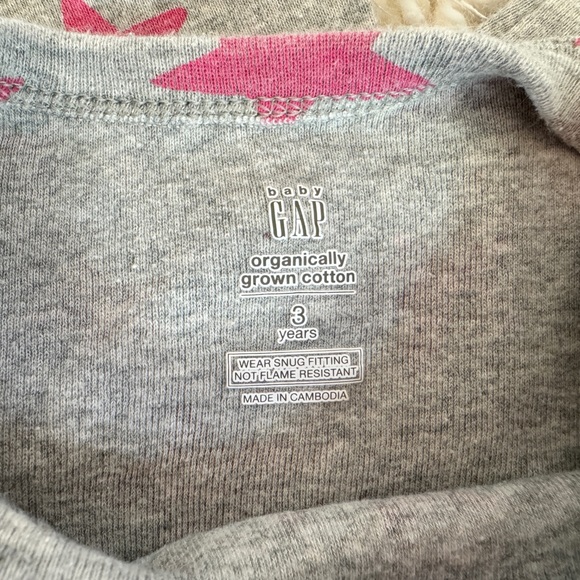 baby
GAP
organically
grown cotton
3
years
WEAR SNUG FITTING
NOT FLAME RESISTANT
MADE IN CAMBODIA